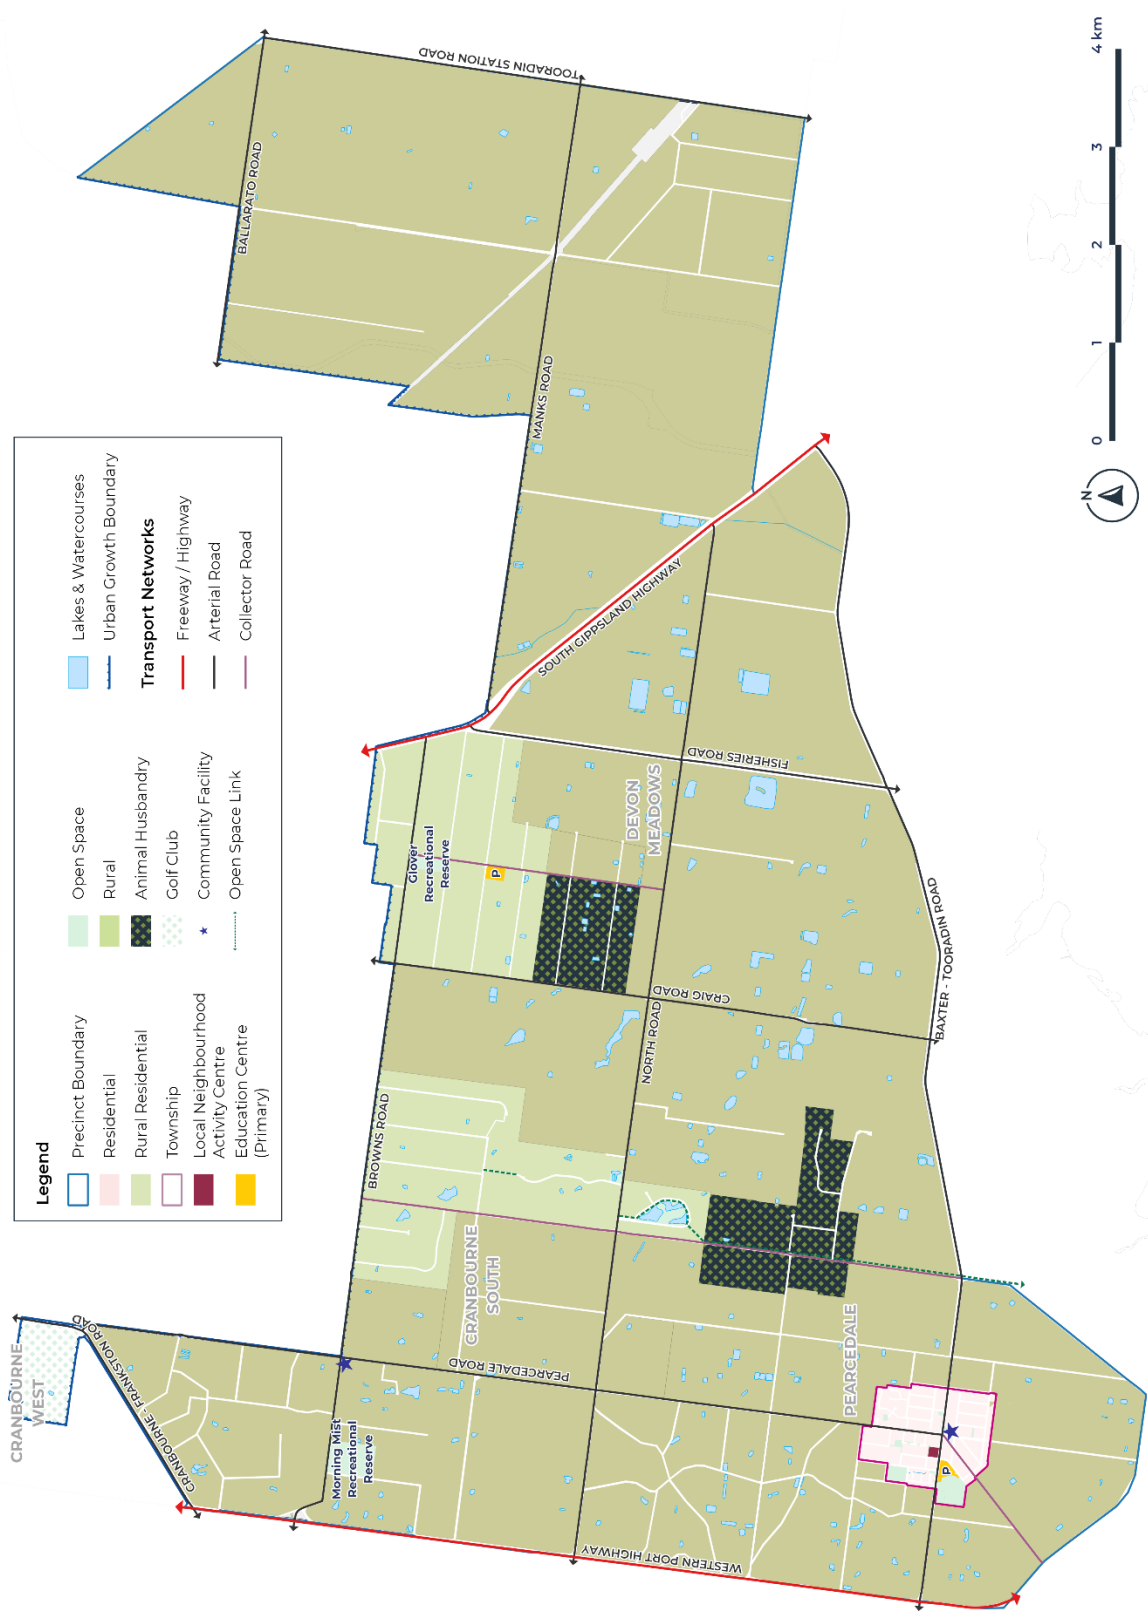 Legend
Precinct Boundary
Residential
Rural Residential
Township
Local Neighbourhood
Activity Centre
Education Centre
(Primary)
Open Space
Rural
Animal Husbandry
Golf Club
Community Facility
Open Space Link
Lakes & Watercourses
Urban Growth Boundary
Transport Networks
Freeway / Highway
Arterial Road
Collector Road
CRANBOURNE
WEST
CRANBOURNE - FRANKSTON ROAD
Morning Mist
Recreational
Reserve
PEARCEDALE ROAD
WESTERN PORT HIGHWAY
BROWNS ROAD
CRANBOURNE
SOUTH
PEARCEDALE
P
NORTH ROAD
CRAIG ROAD
Glover
Recreational
Reserve
P
DEVON
MEADOWS
FISHERIES ROAD
BAXTER - TOORADIN ROAD
SOUTH GIPPSLAND HIGHWAY
MANKS ROAD
BALLARATO ROAD
TOORADIN STATION ROAD
N
0
1
2
3
4 km